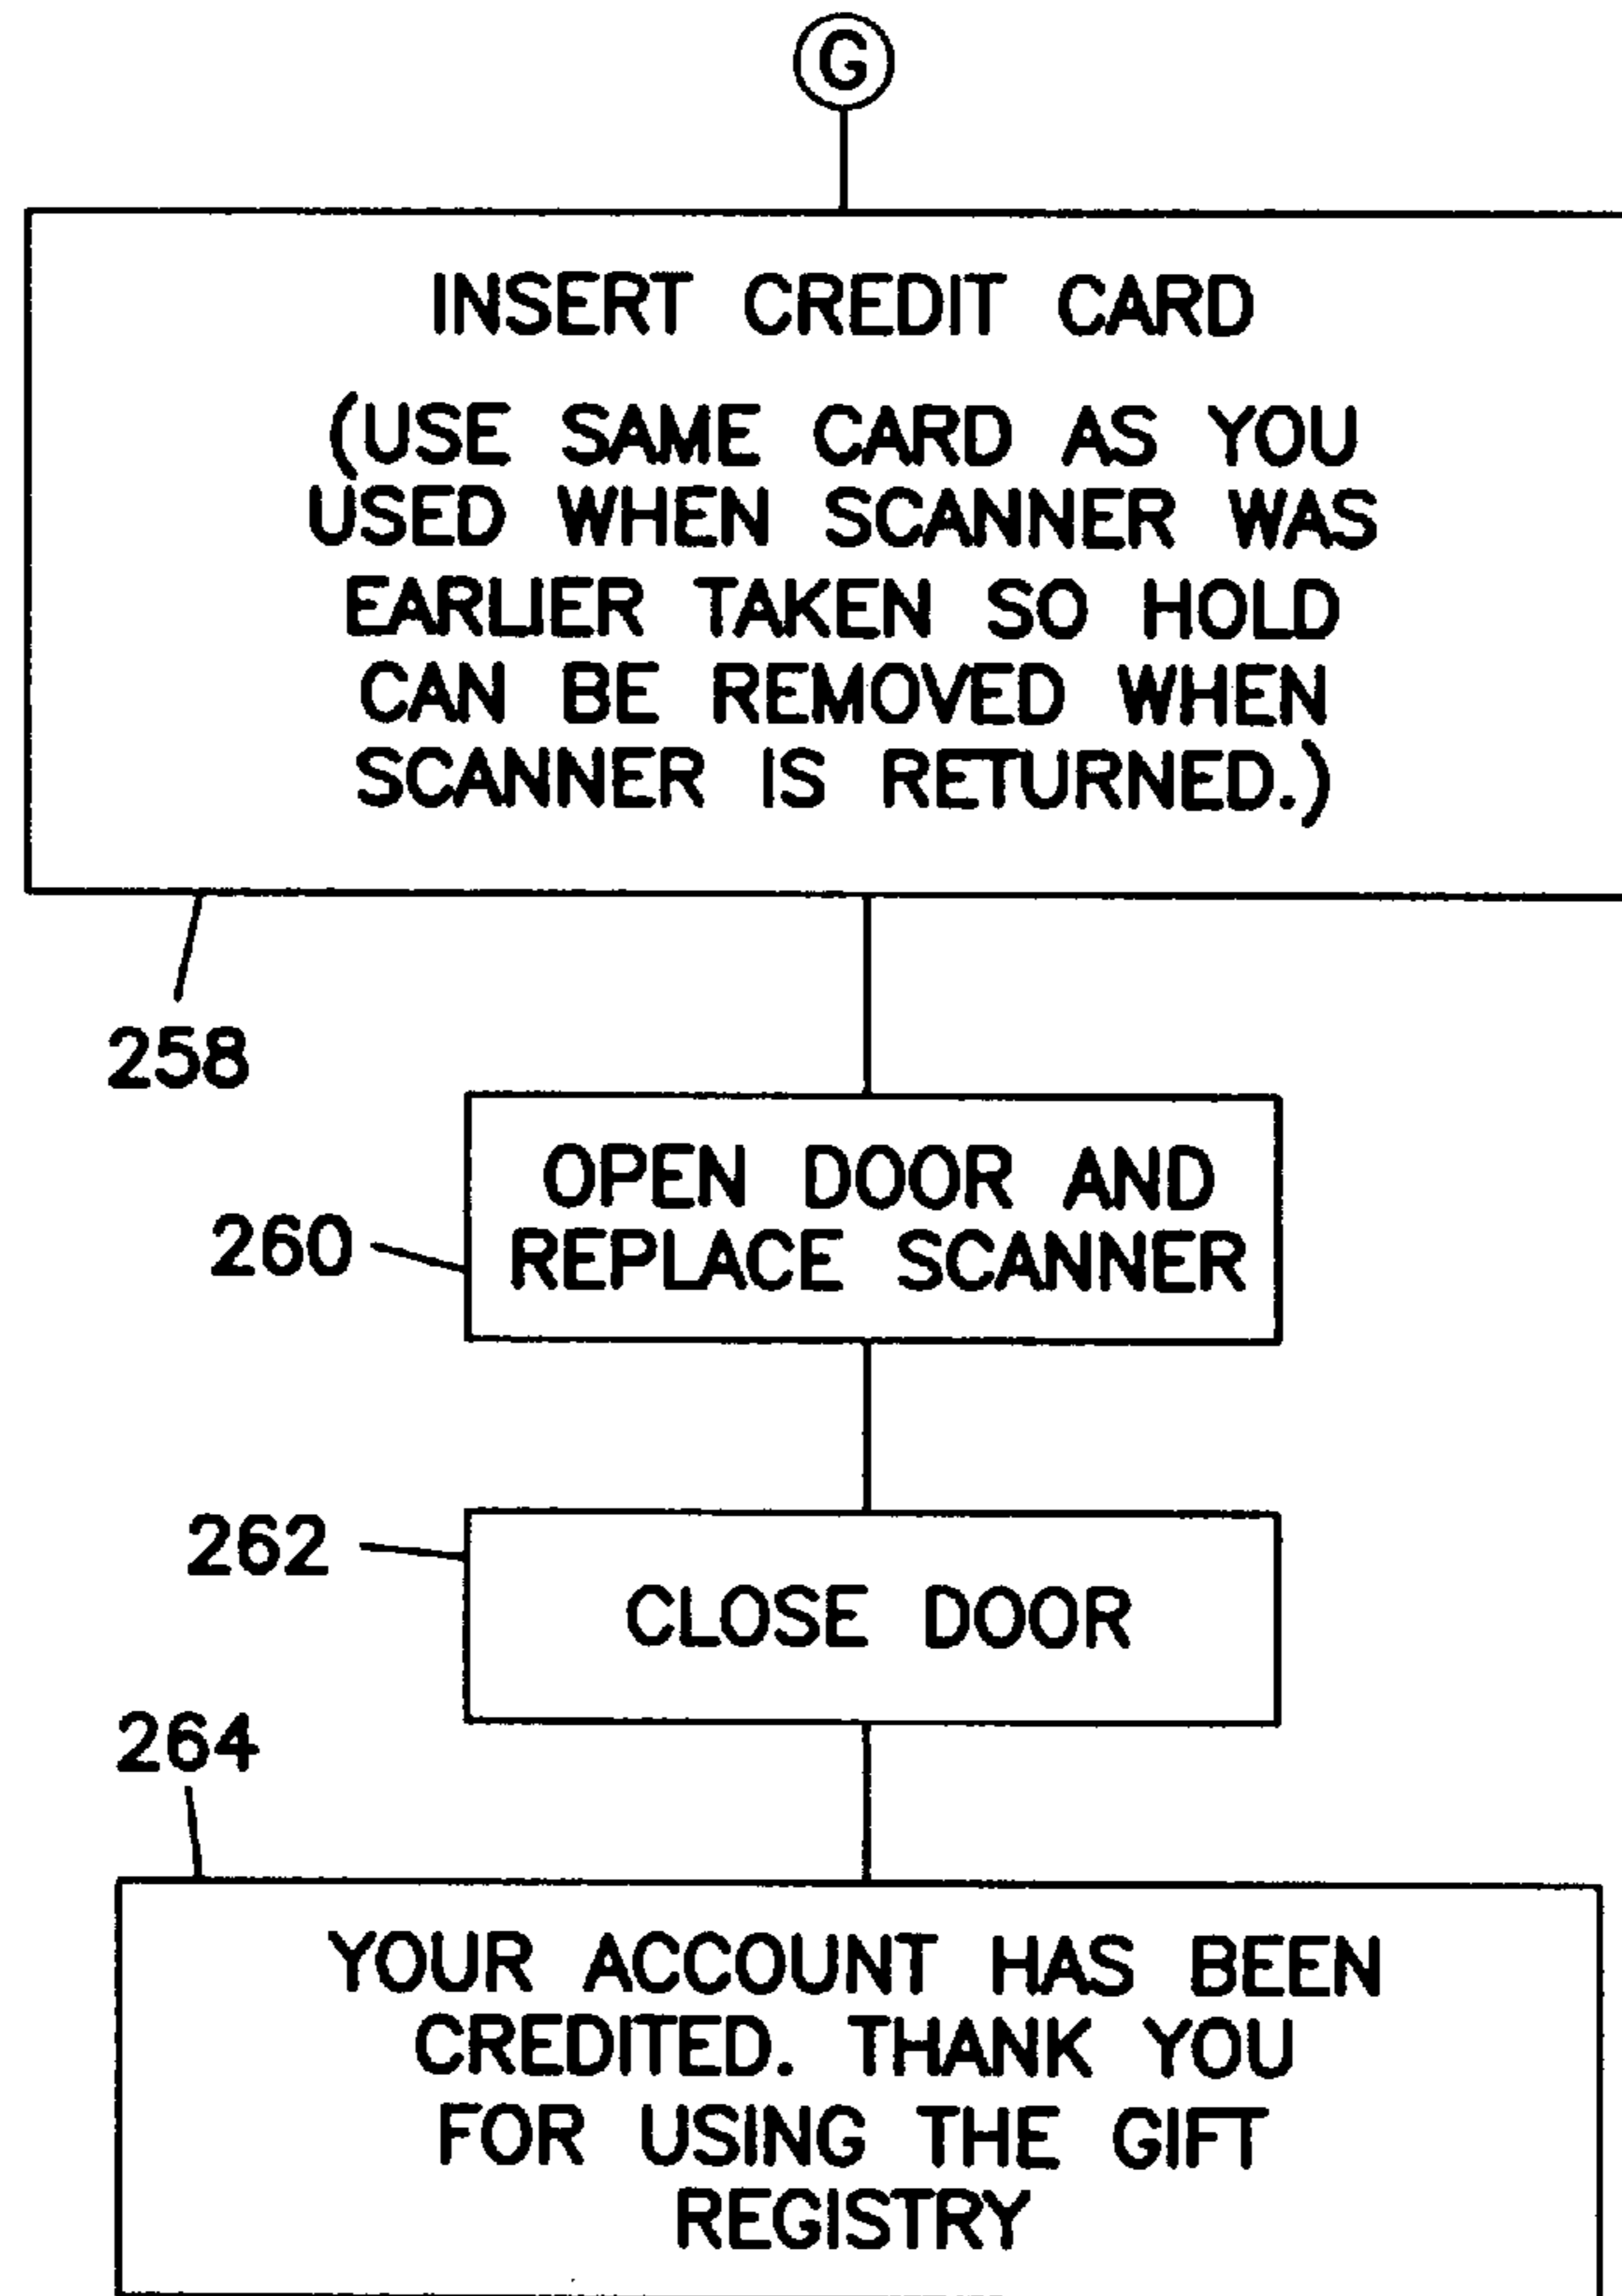 G
INSERT CREDIT CARD
(USE SAME CARD AS YOU
USED WHEN SCANNER WAS
EARLIER TAKEN SO HOLD
CAN BE REMOVED WHEN
SCANNER IS RETURNED.)
258
OPEN DOOR AND
REPLACE SCANNER
260
262
CLOSE DOOR
264
YOUR ACCOUNT HAS BEEN
CREDITED. THANK YOU
FOR USING THE GIFT
REGISTRY